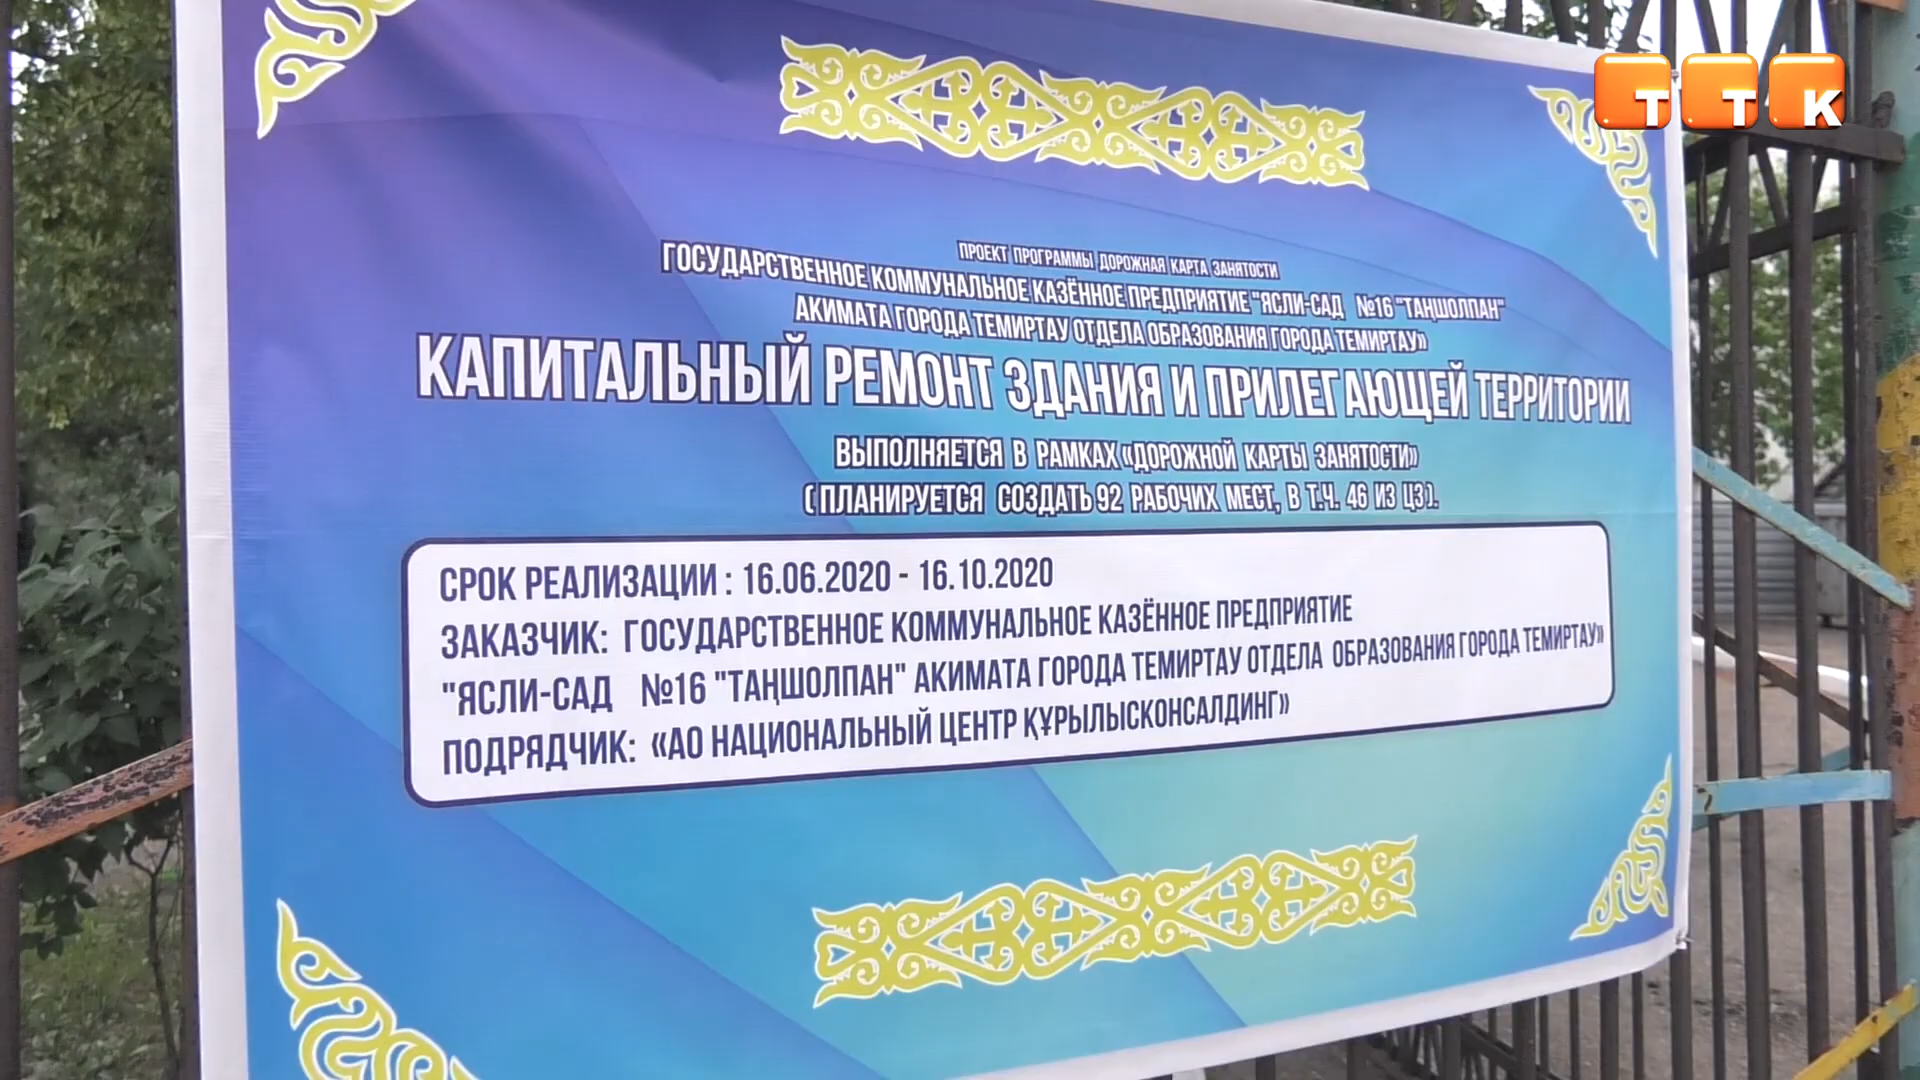 ТТК
ПРОЕКТ ПРОГРАММЫ ДОРОЖНАЯ КАРТА ЗАНЯТОСТИ
ГОСУДАРСТВЕННОЕ КОММУНАЛЬНОЕ КАЗЁННОЕ ПРЕДПРИЯТИЕ "ЯСЛИ-САД №16 "ТАҢШОЛПАН"
АКИМАТА ГОРОДА ТЕМИРТАУ ОТДЕЛА ОБРАЗОВАНИЯ ГОРОДА ТЕМИРТАУ»
КАПИТАЛЬНЫЙ РЕМОНТ ЗДАНИЯ И ПРИЛЕГАЮЩЕЙ ТЕРРИТОРИИ
ВЫПОЛНЯЕТСЯ В РАМКАХ «ДОРОЖНОЙ КАРТЫ ЗАНЯТОСТИ»
( ПЛАНИРУЕТСЯ СОЗДАТЬ 92 РАБОЧИХ МЕСТ, В Т.Ч. 46 ИЗ ЦЗ ).
СРОК РЕАЛИЗАЦИИ : 16.06.2020 - 16.10.2020
ЗАКАЗЧИК: ГОСУДАРСТВЕННОЕ КОММУНАЛЬНОЕ КАЗЁННОЕ ПРЕДПРИЯТИЕ
"ЯСЛИ-САД №16 "ТАҢШОЛПАН" АКИМАТА ГОРОДА ТЕМИРТАУ ОТДЕЛА ОБРАЗОВАНИЯ ГОРОДА ТЕМИРТАУ»
ПОДРЯДЧИК: «АО НАЦИОНАЛЬНЫЙ ЦЕНТР ҚҰРЫЛЫСКОНСАЛДИНГ»